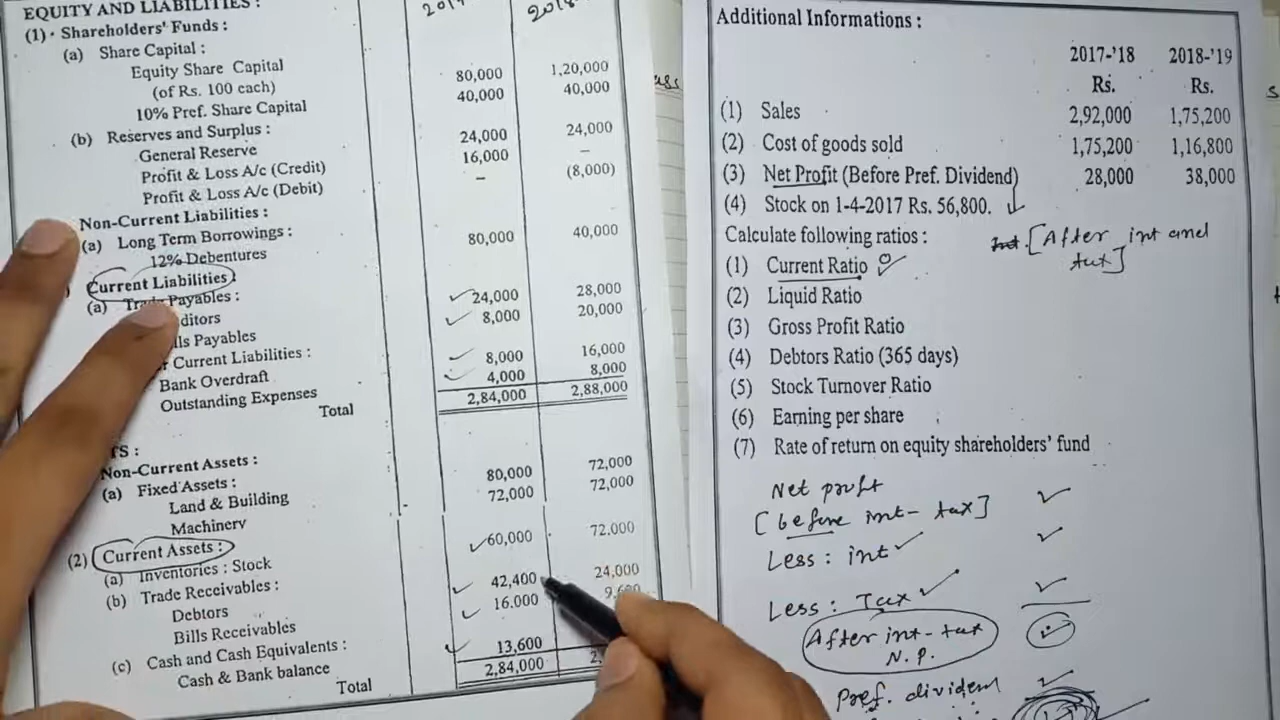 EQUITY AND LIABILITIES :
(1) · Shareholders' Funds :
(a) Share Capital :
Equity Share Capital 80,000 1,20,000
(of Rs. 100 each)
10% Pref. Share Capital 40,000 40,000
(b) Reserves and Surplus :
General Reserve 24,000 24,000
Profit & Loss A/c (Credit) 16,000 –
Profit & Loss A/c (Debit) – (8,000)
Non-Current Liabilities :
(a) Long Term Borrowings :
12% Debentures 80,000 40,000
Current Liabilities :
(a) Trade Payables :
ditors 24,000 28,000
lls Payables 8,000 20,000
Current Liabilities :
Bank Overdraft 8,000 16,000
Outstanding Expenses 4,000 8,000
Total 2,84,000 2,88,000
TS :
Non-Current Assets :
(a) Fixed Assets :
Land & Building 80,000 72,000
Machinery 72,000 72,000
(2) Current Assets :
(a) Inventories : Stock 60,000 72.000
(b) Trade Receivables :
Debtors 42,400 24,000
Bills Receivables 16.000
(c) Cash and Cash Equivalents :
Cash & Bank balance 13,600
Total 2,84,000
Additional Informations :
2017-'18 2018-'19
Rs. Rs.
(1) Sales 2,92,000 1,75,200
(2) Cost of goods sold 1,75,200 1,16,800
(3) Net Profit (Before Pref. Dividend) 28,000 38,000
(4) Stock on 1-4-2017 Rs. 56,800.
Calculate following ratios :
[After int and
tax]
(1) Current Ratio
(2) Liquid Ratio
(3) Gross Profit Ratio
(4) Debtors Ratio (365 days)
(5) Stock Turnover Ratio
(6) Earning per share
(7) Rate of return on equity shareholders' fund
Net profit
[before int - tax]
Less : int
Less : Tax
After int - tax
N.P.
Pref. dividend